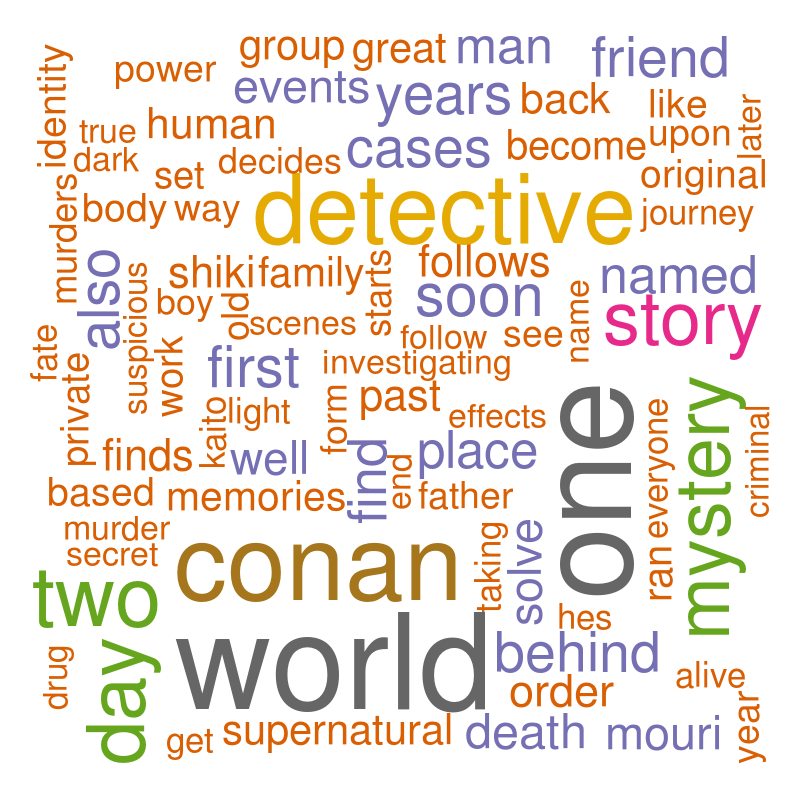 group great man friend
power events years back like later
identity true human cases become upon
dark set decides original
murders body way detective journey
also suspicious shiki family starts follows named
boy old scenes soon story
fate work first follow see name
private investigating
kaito light form past effects one mystery
finds well find place everyone criminal
based memories end father
murder secret conan taking solve ran
two hes
day world behind
drug order alive
get supernatural death mouri year